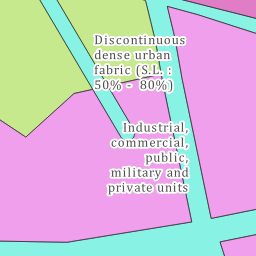 Discontinuous
dense urban
fabric (S.L. :
50% - 80%)
Industrial,
commercial,
public,
military and
private units